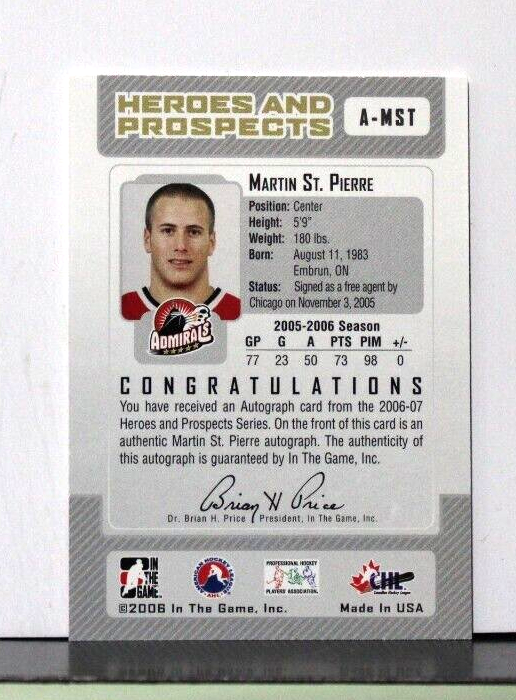 HEROES AND
PROSPECTS
A-MST
MARTIN ST. PIERRE
Position: Center
Height: 5'9"
Weight: 180 lbs.
Born: August 11, 1983
Embrun, ON
Status: Signed as a free agent by
Chicago on November 3, 2005
ADMIRALS
2005-2006 Season
GP G A PTS PIM +/-
77 23 50 73 98 0
CONGRATULATIONS
You have received an Autograph card from the 2006-07
Heroes and Prospects Series. On the front of this card is an
authentic Martin St. Pierre autograph. The authenticity of
this autograph is guaranteed by In The Game, Inc.
Brian H Price
Dr. Brian H. Price President, In The Game, Inc.
IN
THE
GAME
AMERICAN HOCKEY
AHL
PROFESSIONAL HOCKEY
PLAYERS' ASSOCIATION
CHL
Canadian Hockey League
©2006 In The Game, Inc. Made In USA